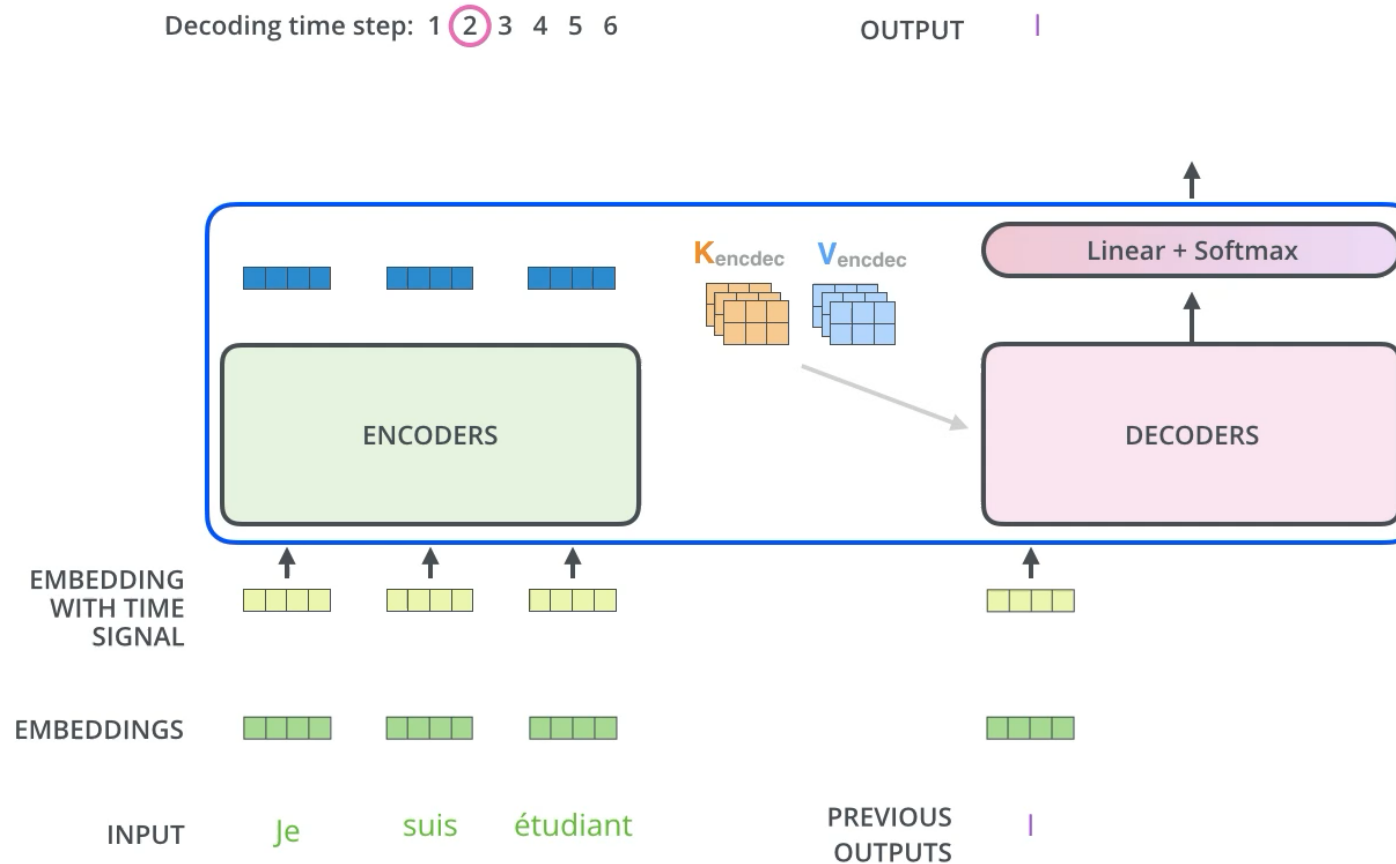 Decoding time step: 1 2 3 4 5 6
OUTPUT I
Kencdec Vencdec
Linear + Softmax
ENCODERS
DECODERS
EMBEDDING
WITH TIME
SIGNAL
EMBEDDINGS
INPUT Je suis étudiant
PREVIOUS
OUTPUTS
I